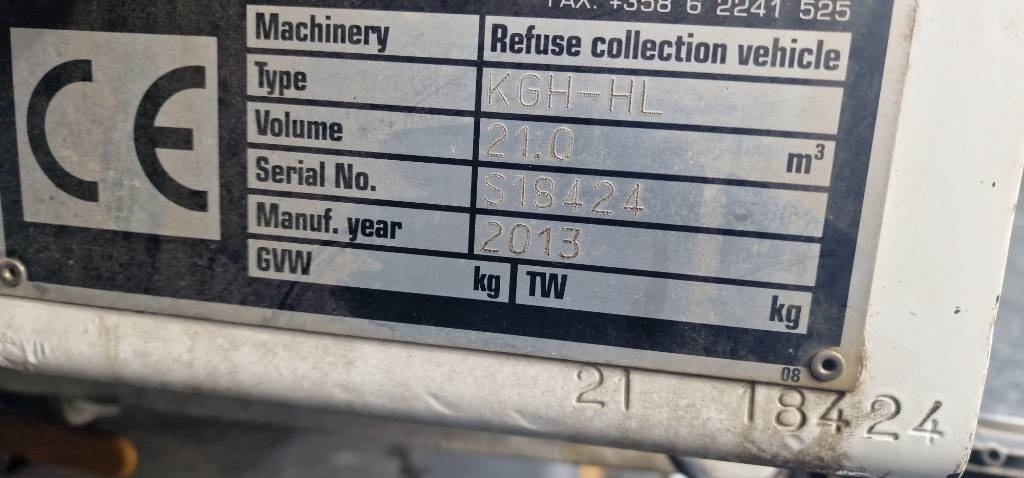 FAX. +358 6 2241 525
CE
Machinery Refuse collection vehicle
Type KGH-HL
Volume 21.0 m³
Serial No. S18424
Manuf. year 2013
GVW kg TW kg
08
21 18424